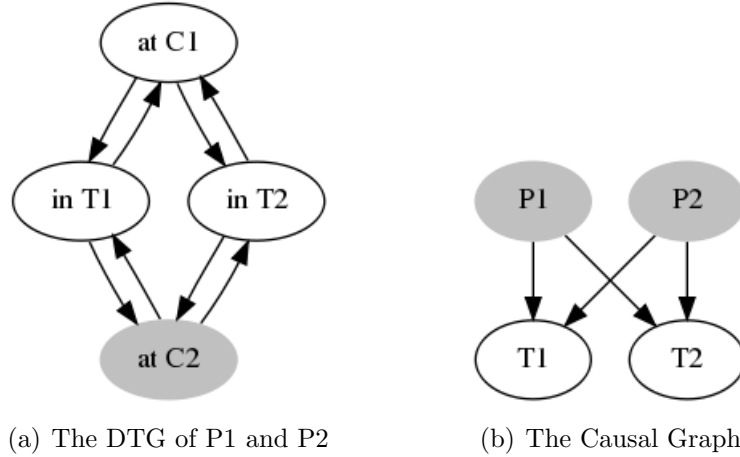 at C1
in T1
in T2
at C2
P1
P2
T1
T2
(a) The DTG of P1 and P2
(b) The Causal Graph